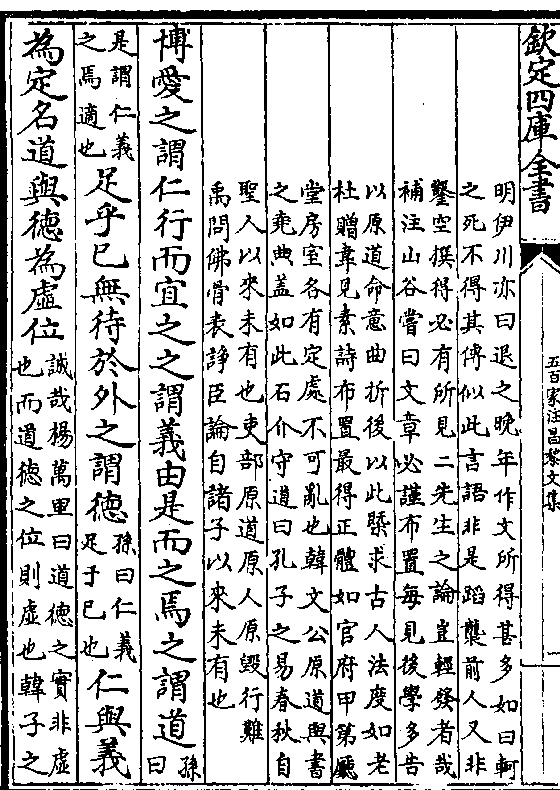 欽定四庫全書
五百家注昌黎文集
明伊川亦曰退之晚年作文所得甚多如曰軻
之死不得其傳似此言語非是蹈襲前人又非
鑿空撰得必有所見二先生之論豈輕發者哉
補注山谷嘗曰文章必謹布置每見後學多告
以原道命意曲折後以此槩求古人法度如老
杜贈韋見素詩布置最得正體如官府甲第廳
堂房室各有定處不可亂也韓文公原道與書
之堯典蓋如此石介守道曰孔子之易春秋自
聖人以來未有也吏部原道原人原毀行難
禹問佛骨表諍臣論自諸子以來未有也
博愛之謂仁行而宜之之謂義由是而之焉之謂道
孫曰
是謂仁義
之焉適也
足乎已無待於外之謂德
孫曰仁義
足于已也
仁與義
為定名道與德為虛位
誠哉楊萬里曰道德之實非虛
也而道德之位則虛也韓子之